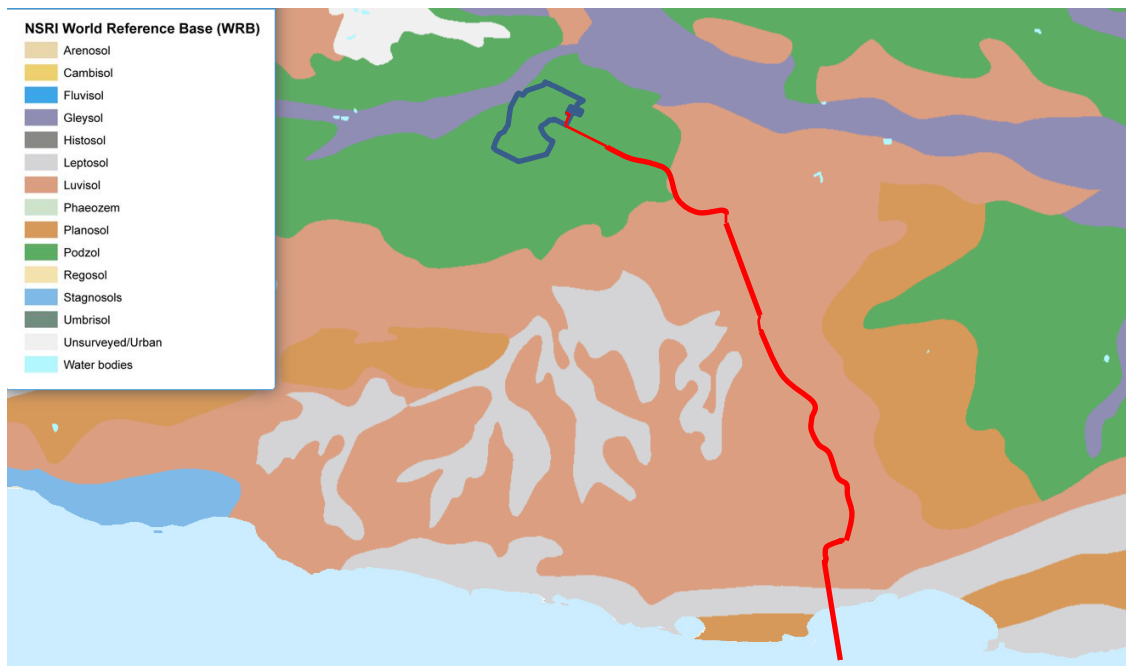 NSRI World Reference Base (WRB)
Arenosol
Cambisol
Fluvisol
Gleysol
Histosol
Leptosol
Luvisol
Phaeozem
Planosol
Podzol
Regosol
Stagnosols
Umbrisol
Unsurveyed/Urban
Water bodies